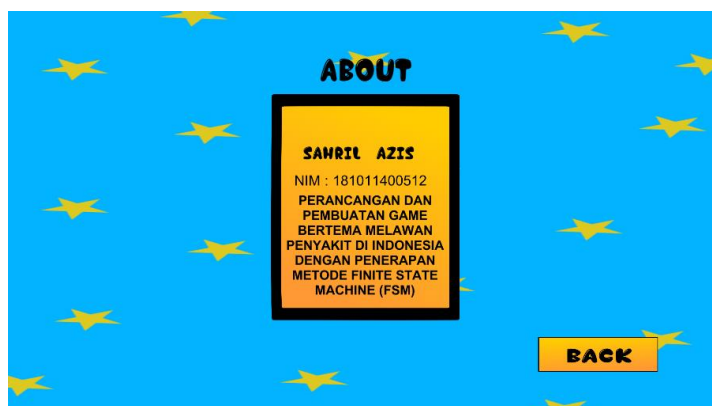 ABOUT
SAHRIL AZIS
NIM : 181011400512
PERANCANGAN DAN
PEMBUATAN GAME
BERTEMA MELAWAN
PENYAKIT DI INDONESIA
DENGAN PENERAPAN
METODE FINITE STATE
MACHINE (FSM)
BACK